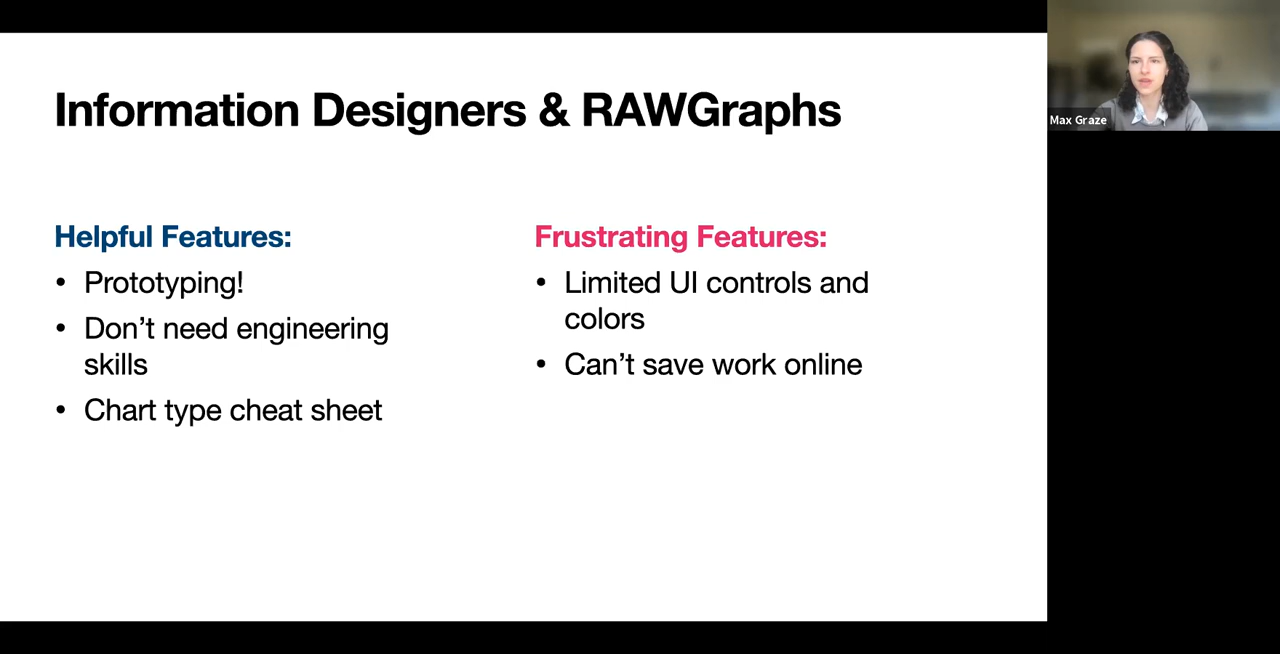 Information Designers & RAWGraphs
Max Graze
Helpful Features:
• Prototyping!
• Don’t need engineering
skills
• Chart type cheat sheet
Frustrating Features:
• Limited UI controls and
colors
• Can’t save work online